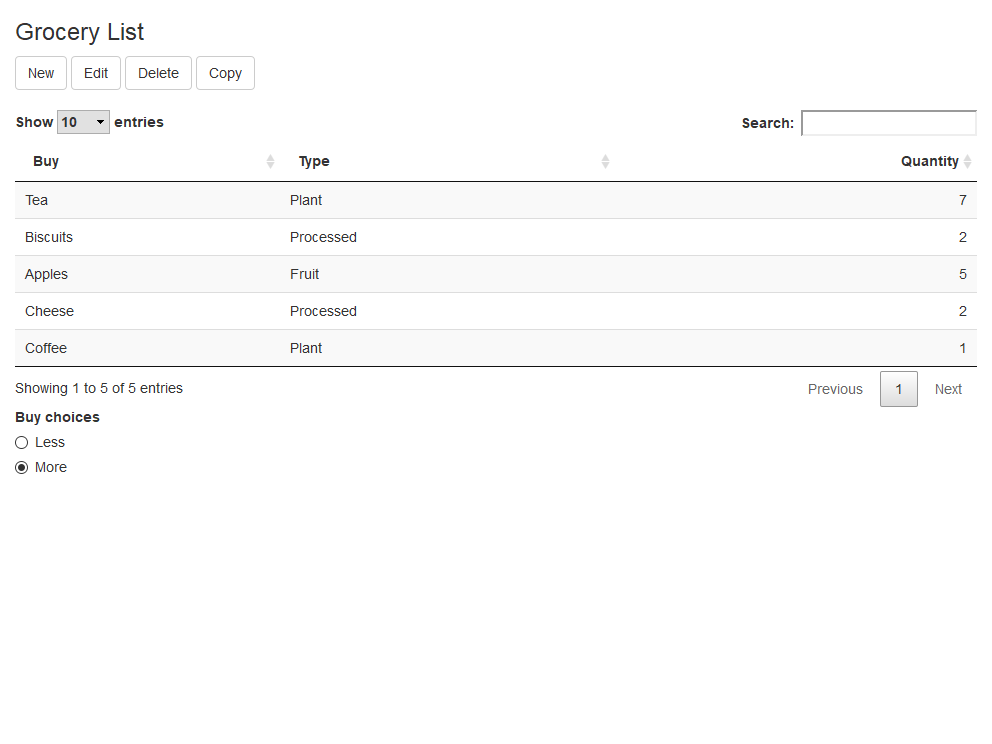 Grocery List
New Edit Delete Copy
Show 10 entries Search:
Buy Type Quantity
Tea Plant 7
Biscuits Processed 2
Apples Fruit 5
Cheese Processed 2
Coffee Plant 1
Showing 1 to 5 of 5 entries Previous 1 Next
Buy choices
Less
More